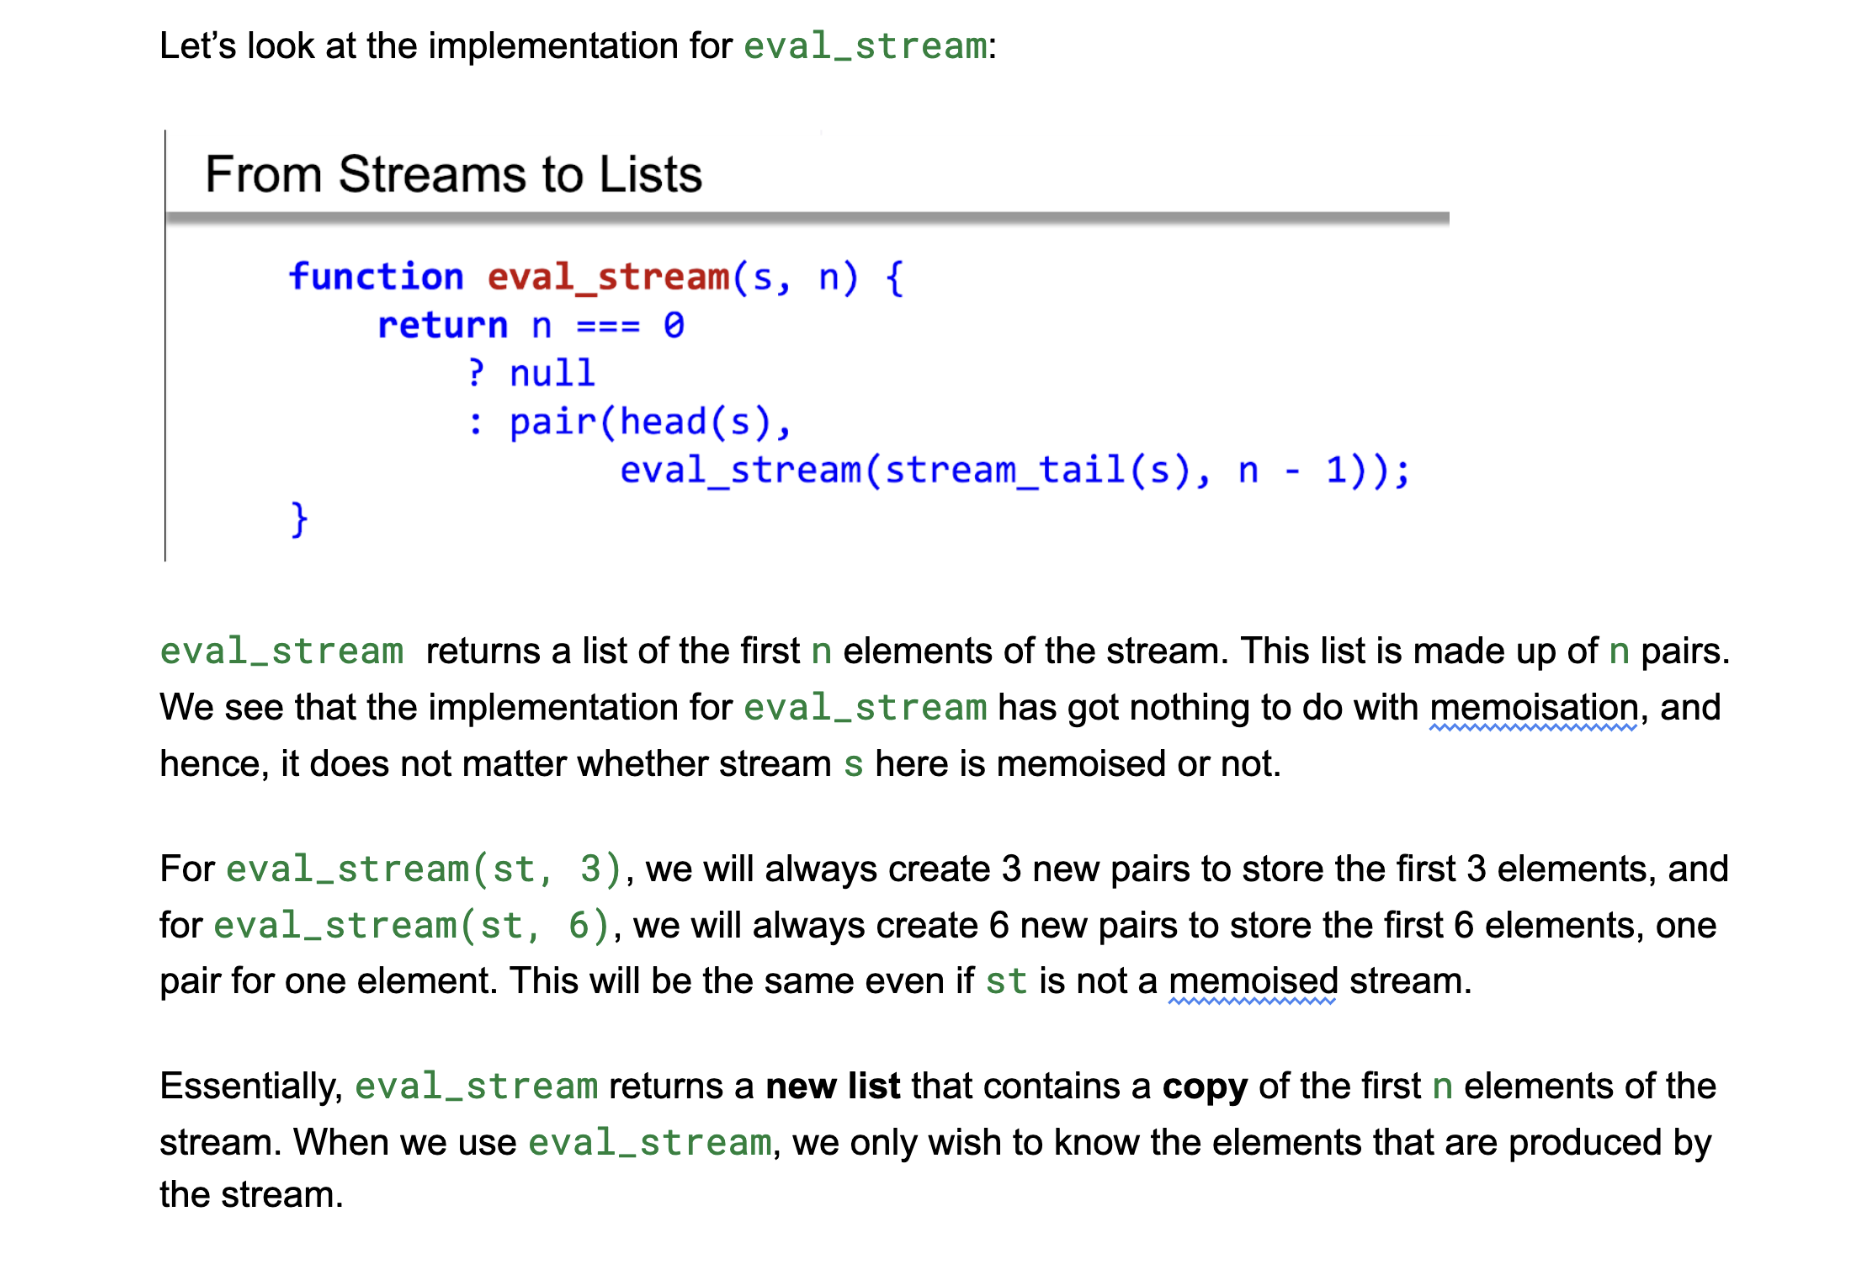 Let’s look at the implementation for eval_stream:
From Streams to Lists
function eval_stream(s, n) {
    return n === 0
        ? null
        : pair(head(s),
               eval_stream(stream_tail(s), n - 1));
}
eval_stream returns a list of the first n elements of the stream. This list is made up of n pairs.
We see that the implementation for eval_stream has got nothing to do with memoisation, and
hence, it does not matter whether stream s here is memoised or not.
For eval_stream(st, 3), we will always create 3 new pairs to store the first 3 elements, and
for eval_stream(st, 6), we will always create 6 new pairs to store the first 6 elements, one
pair for one element. This will be the same even if st is not a memoised stream.
Essentially, eval_stream returns a new list that contains a copy of the first n elements of the
stream. When we use eval_stream, we only wish to know the elements that are produced by
the stream.